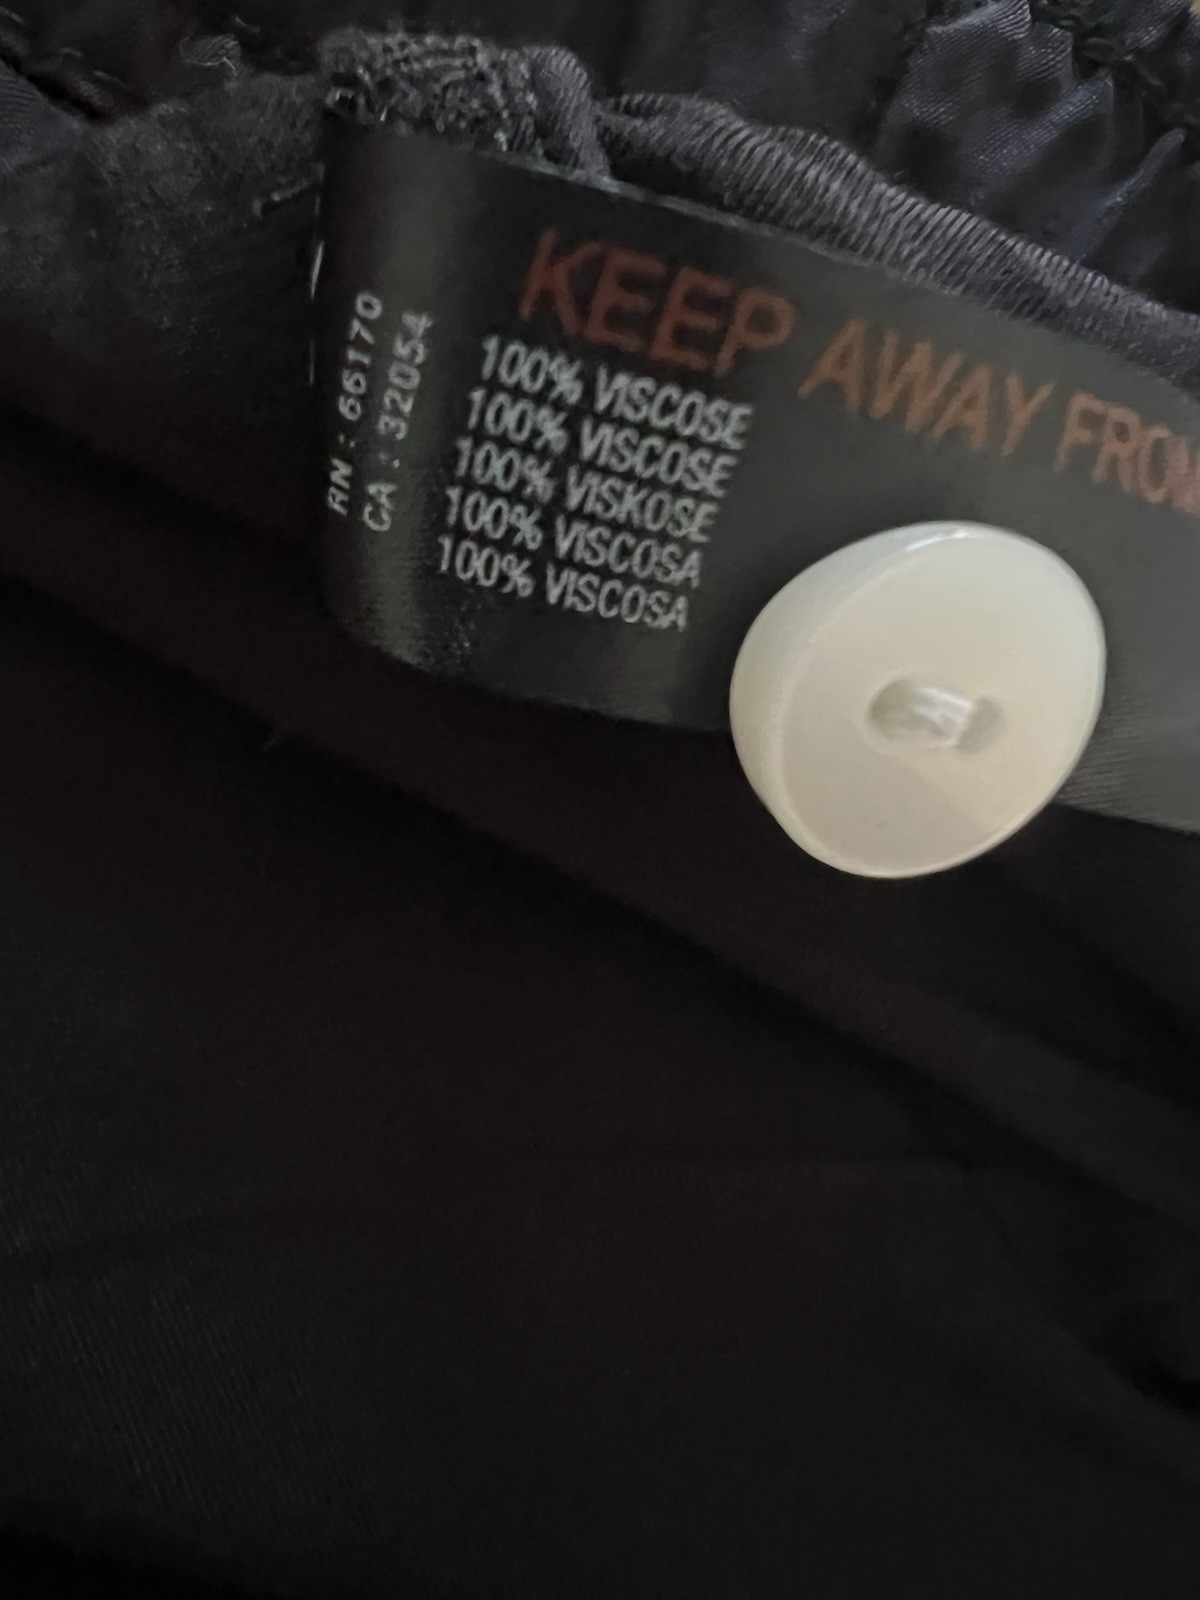 RN : 66170
CA : 32054
KEEP AWAY FROM
100% VISCOSE
100% VISCOSE
100% VISKOSE
100% VISCOSA
100% VISCOSA